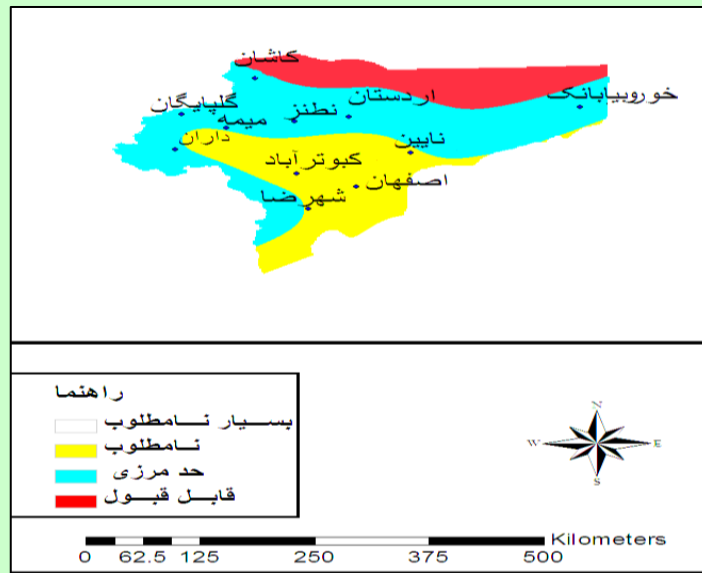 کاشان
خوروبیابانک
اردستان
گلپایگان
نطنز
میمه
داران
نایین
کبوترآباد
اصفهان
شهرضا
راهنما
بسیار نامطلوب
نامطلوب
حد مرزی
قابل قبول
N
W E
S
Kilometers
0 62.5 125 250 375 500